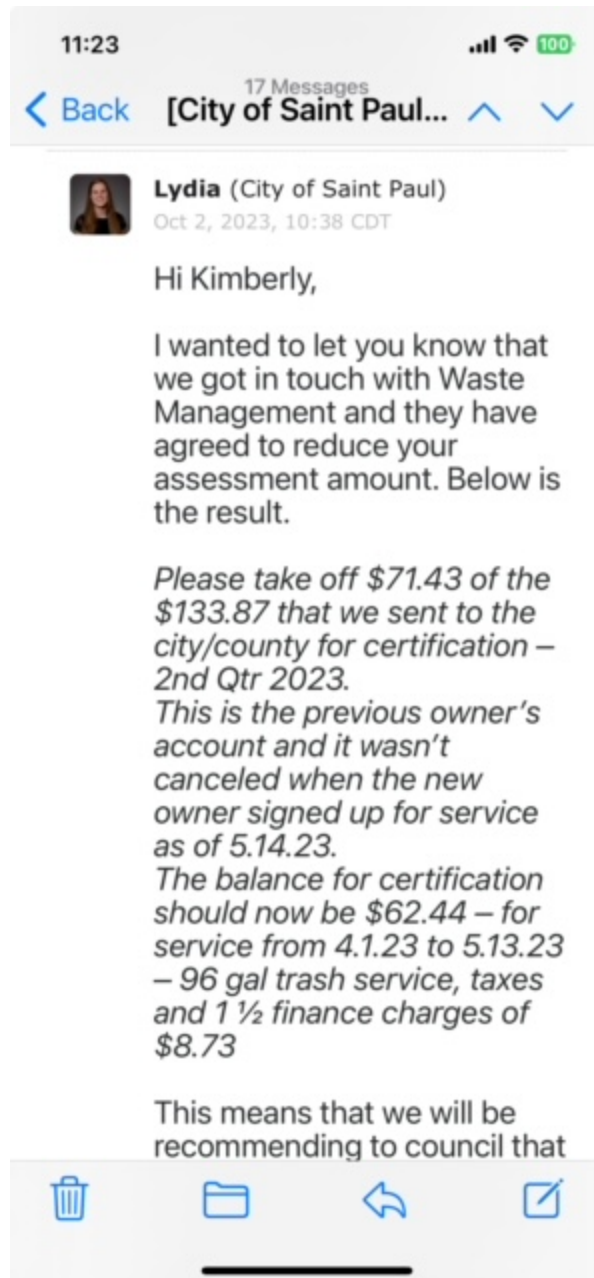 11:23
100
17 Messages
Back
[City of Saint Paul...
Lydia (City of Saint Paul)
Oct 2, 2023, 10:38 CDT
Hi Kimberly,
I wanted to let you know that
we got in touch with Waste
Management and they have
agreed to reduce your
assessment amount. Below is
the result.
Please take off $71.43 of the
$133.87 that we sent to the
city/county for certification –
2nd Qtr 2023.
This is the previous owner’s
account and it wasn’t
canceled when the new
owner signed up for service
as of 5.14.23.
The balance for certification
should now be $62.44 – for
service from 4.1.23 to 5.13.23
– 96 gal trash service, taxes
and 1 ½ finance charges of
$8.73
This means that we will be
recommending to council that